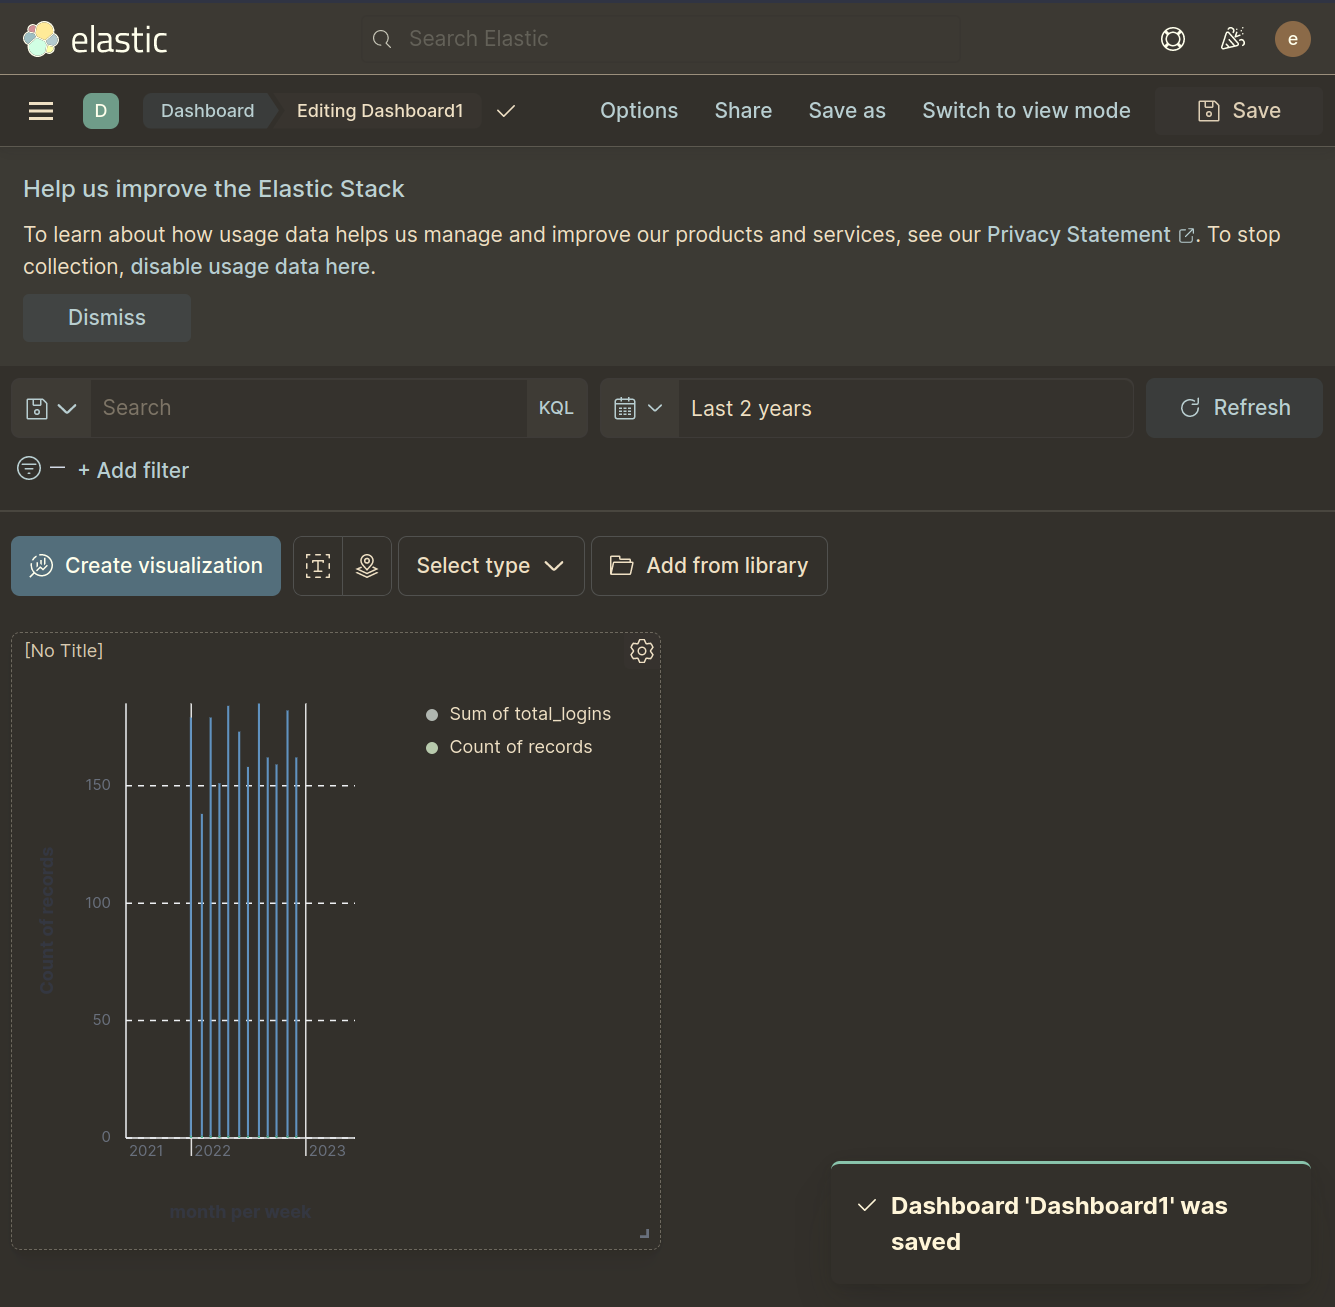 elastic
Search Elastic
e
D
Dashboard
Editing Dashboard1
Options
Share
Save as
Switch to view mode
Save
Help us improve the Elastic Stack
To learn about how usage data helps us manage and improve our products and services, see our Privacy Statement . To stop
collection, disable usage data here.
Dismiss
Search
KQL
Last 2 years
Refresh
+ Add filter
Create visualization
T
Select type
Add from library
[No Title]
Sum of total_logins
Count of records
150
100
50
0
Count of records
2021
2022
2023
month per week
Dashboard 'Dashboard1' was
saved